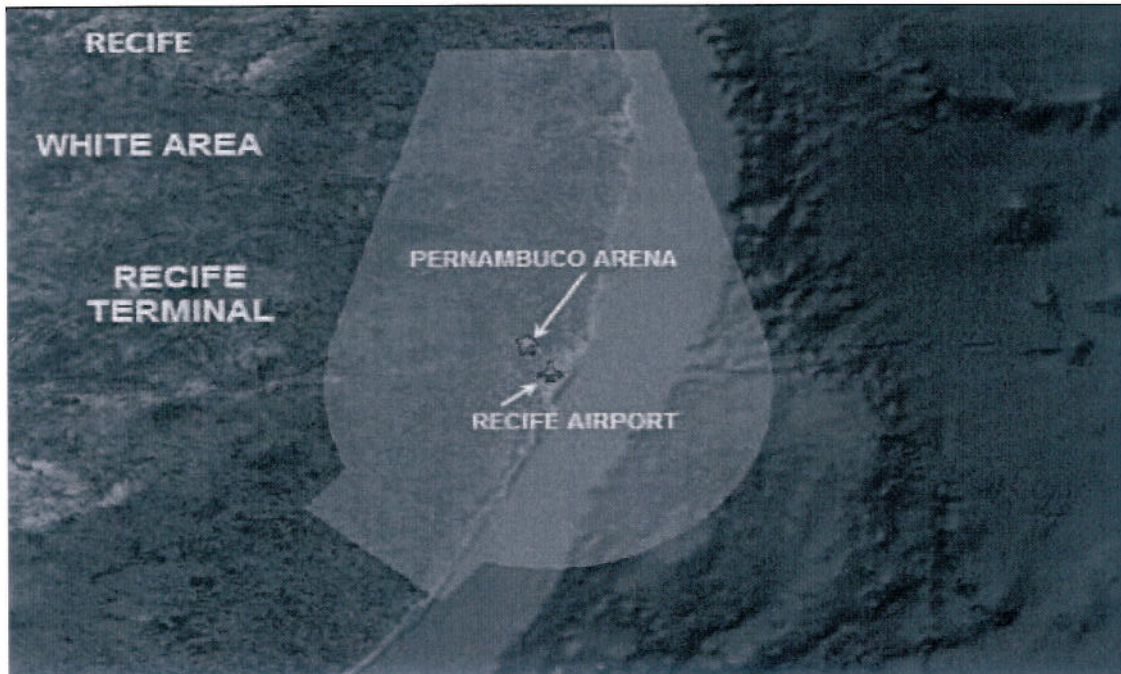 RECIFE
WHITE AREA
RECIFE
TERMINAL
PERNAMBUCO ARENA
RECIFE AIRPORT